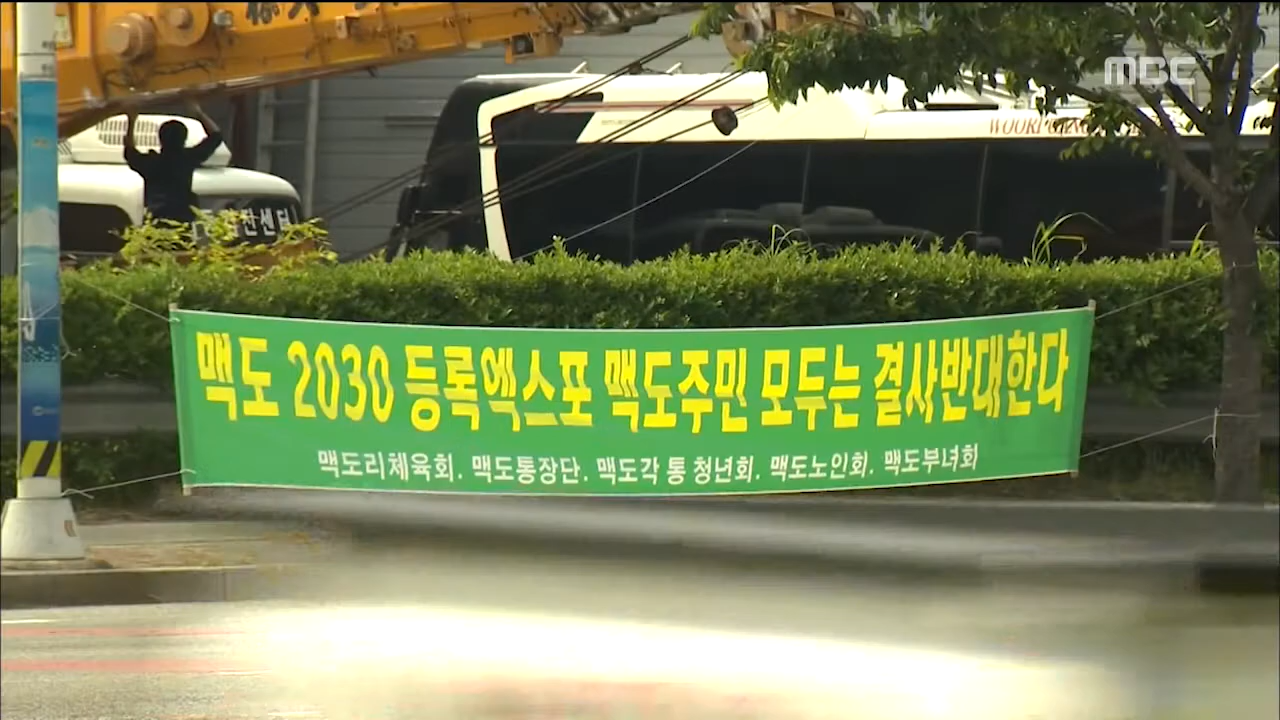 MBC
WOORI
맥도 2030 등록엑스포 맥도주민 모두는 결사반대한다
맥도리체육회. 맥도통장단. 맥도각 통 청년회. 맥도노인회. 맥도부녀회